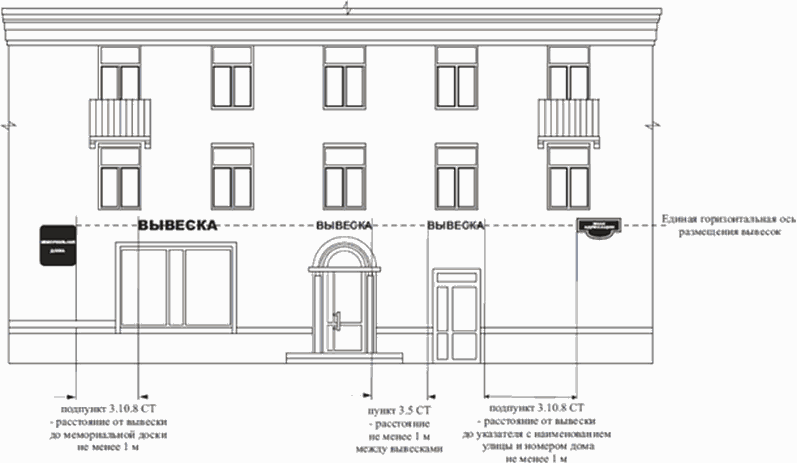 ВЫВЕСКА
ВЫВЕСКА
ВЫВЕСКА
МЕМОРИАЛЬНАЯ
ДОСКА
Единая горизонтальная ось
размещения вывесок
подпункт 3.10.8 СТ
- расстояние от вывески
до мемориальной доски
не менее 1 м
пункт 3.5 СТ
- расстояние
не менее 1 м
между вывесками
подпункт 3.10.8 СТ
- расстояние от вывески
до указателя с наименованием
улицы и номером дома
не менее 1 м